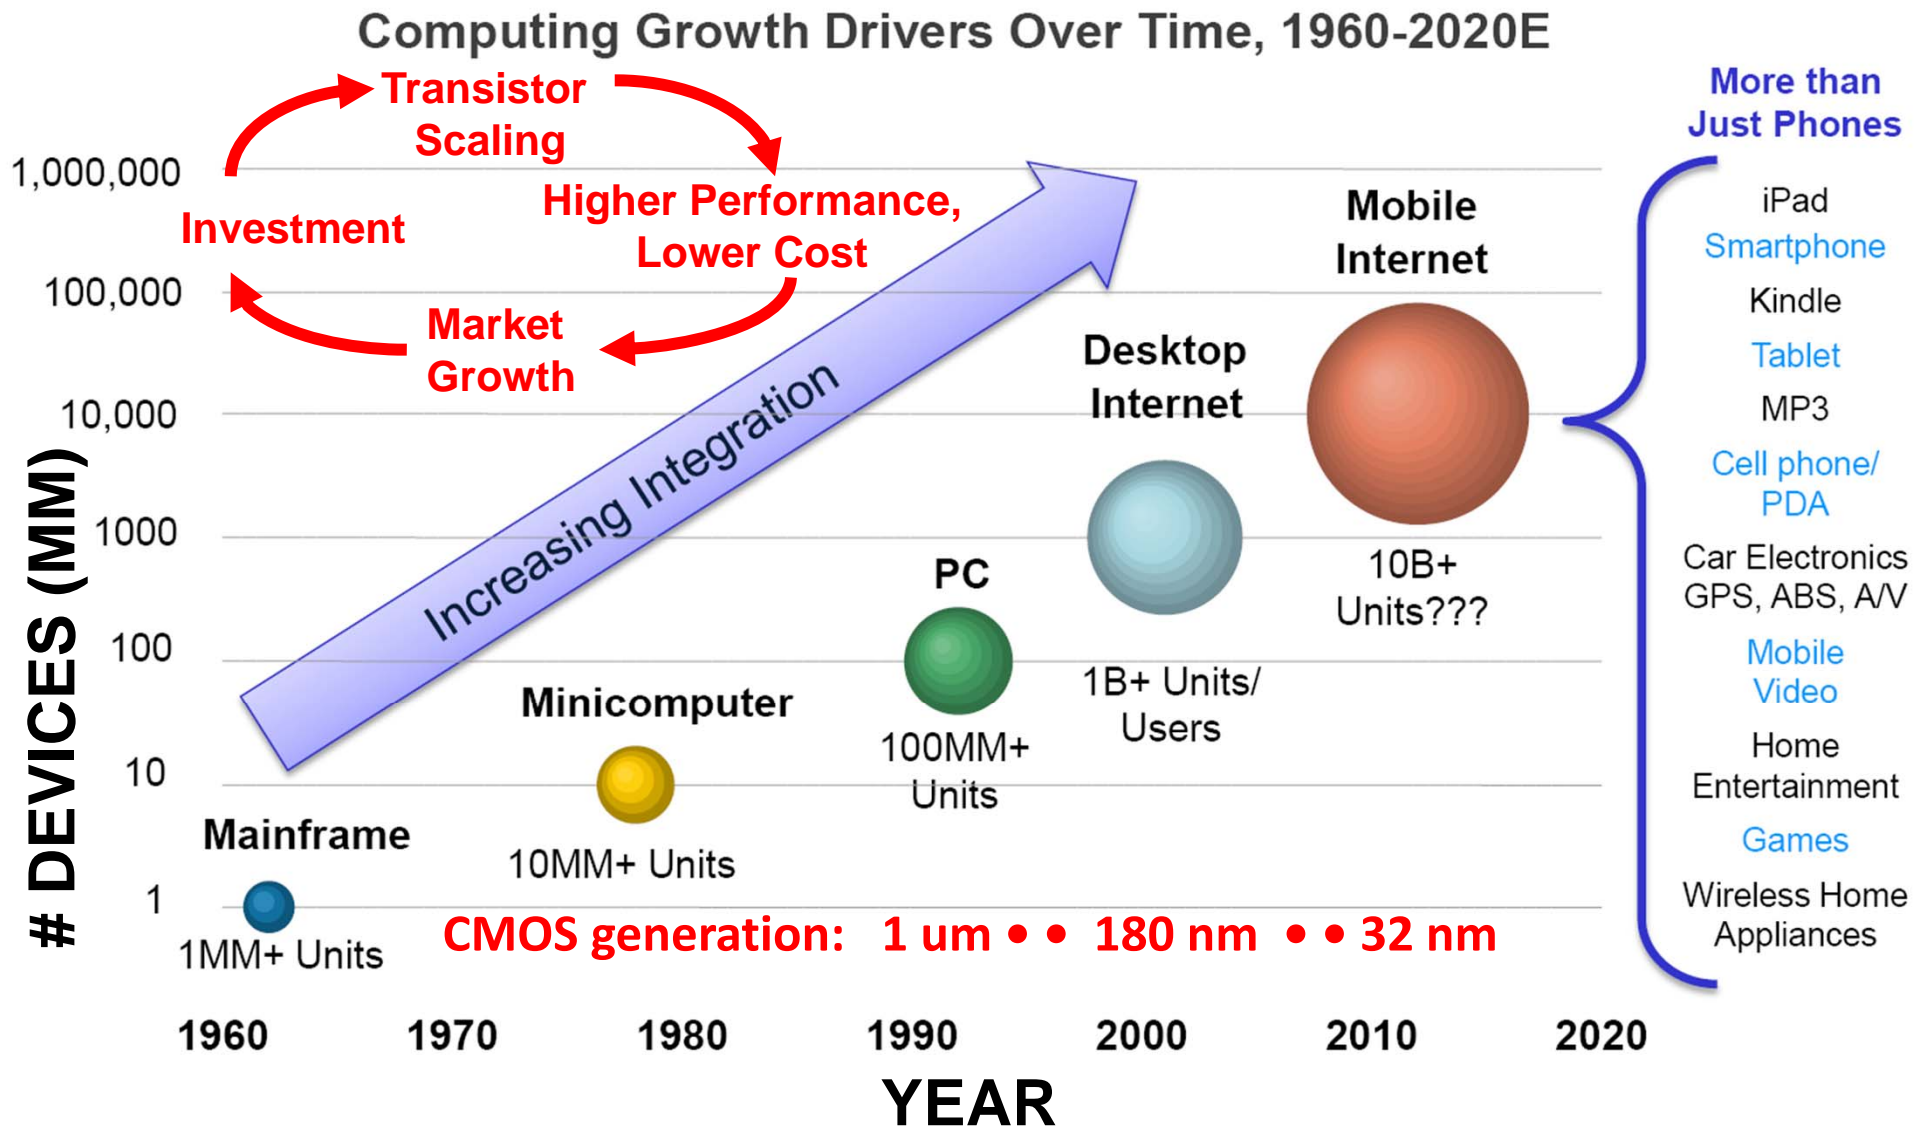 Computing Growth Drivers Over Time, 1960-2020E
Transistor
Scaling
Higher Performance,
Lower Cost
Market
Growth
Investment
Increasing Integration
# DEVICES (MM)
1,000,000
100,000
10,000
1000
100
10
1
Mainframe
1MM+ Units
Minicomputer
10MM+ Units
PC
100MM+
Units
Desktop
Internet
1B+ Units/
Users
Mobile
Internet
10B+
Units???
CMOS generation: 1 um • • 180 nm • • 32 nm
1960 1970 1980 1990 2000 2010 2020
YEAR
More than
Just Phones
iPad
Smartphone
Kindle
Tablet
MP3
Cell phone/
PDA
Car Electronics
GPS, ABS, A/V
Mobile
Video
Home
Entertainment
Games
Wireless Home
Appliances